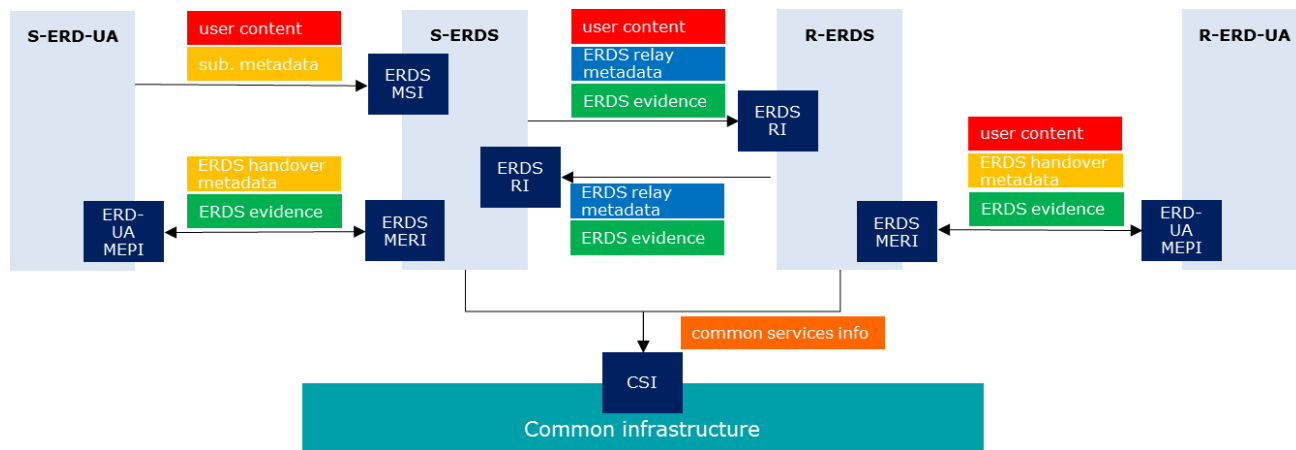 S-ERD-UA
user content
sub. metadata
S-ERDS
ERDS
MSI
user content
ERDS relay
metadata
ERDS evidence
R-ERDS
ERDS
RI
R-ERD-UA
ERDS handover
metadata
ERDS evidence
ERD-
UA
MEPI
ERDS
MERI
ERDS
RI
ERDS relay
metadata
ERDS evidence
user content
ERDS handover
metadata
ERDS evidence
ERDS
MERI
ERD-
UA
MEPI
common services info
CSI
Common infrastructure